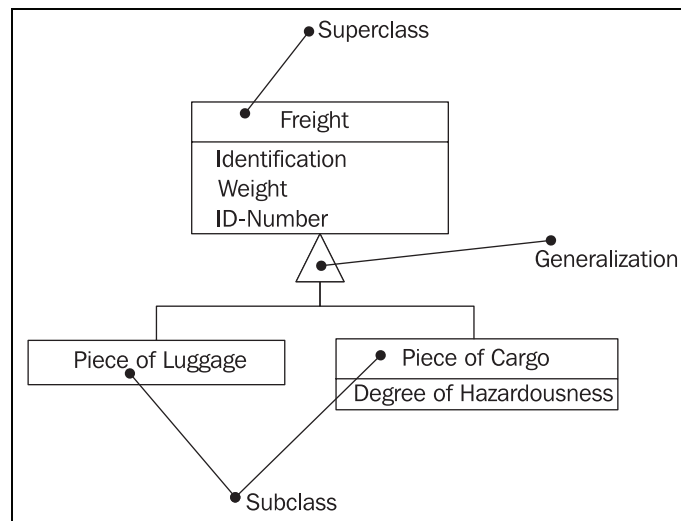 Superclass
Freight
Identification
Weight
ID-Number
Generalization
Piece of Luggage
Piece of Cargo
Degree of Hazardousness
Subclass